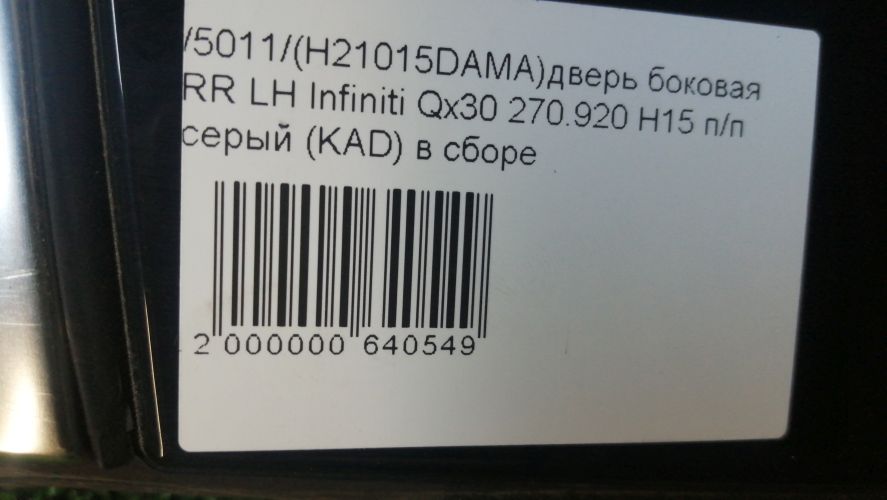 /5011/(H21015DAMA)дверь боковая
RR LH Infiniti Qx30 270.920 H15 п/п
серый (KAD) в сборе
2 000000 640549